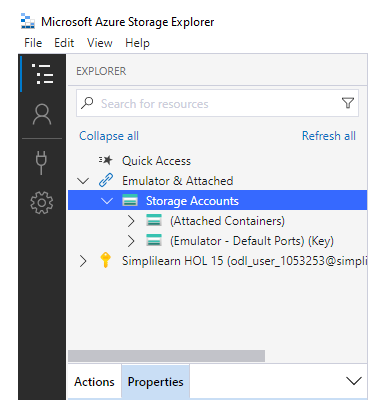 Microsoft Azure Storage Explorer
File Edit View Help
EXPLORER
Search for resources
Collapse all Refresh all
Quick Access
Emulator & Attached
Storage Accounts
(Attached Containers)
(Emulator - Default Ports) (Key)
Simplilearn HOL 15 (odl_user_1053253@simpli
Actions Properties